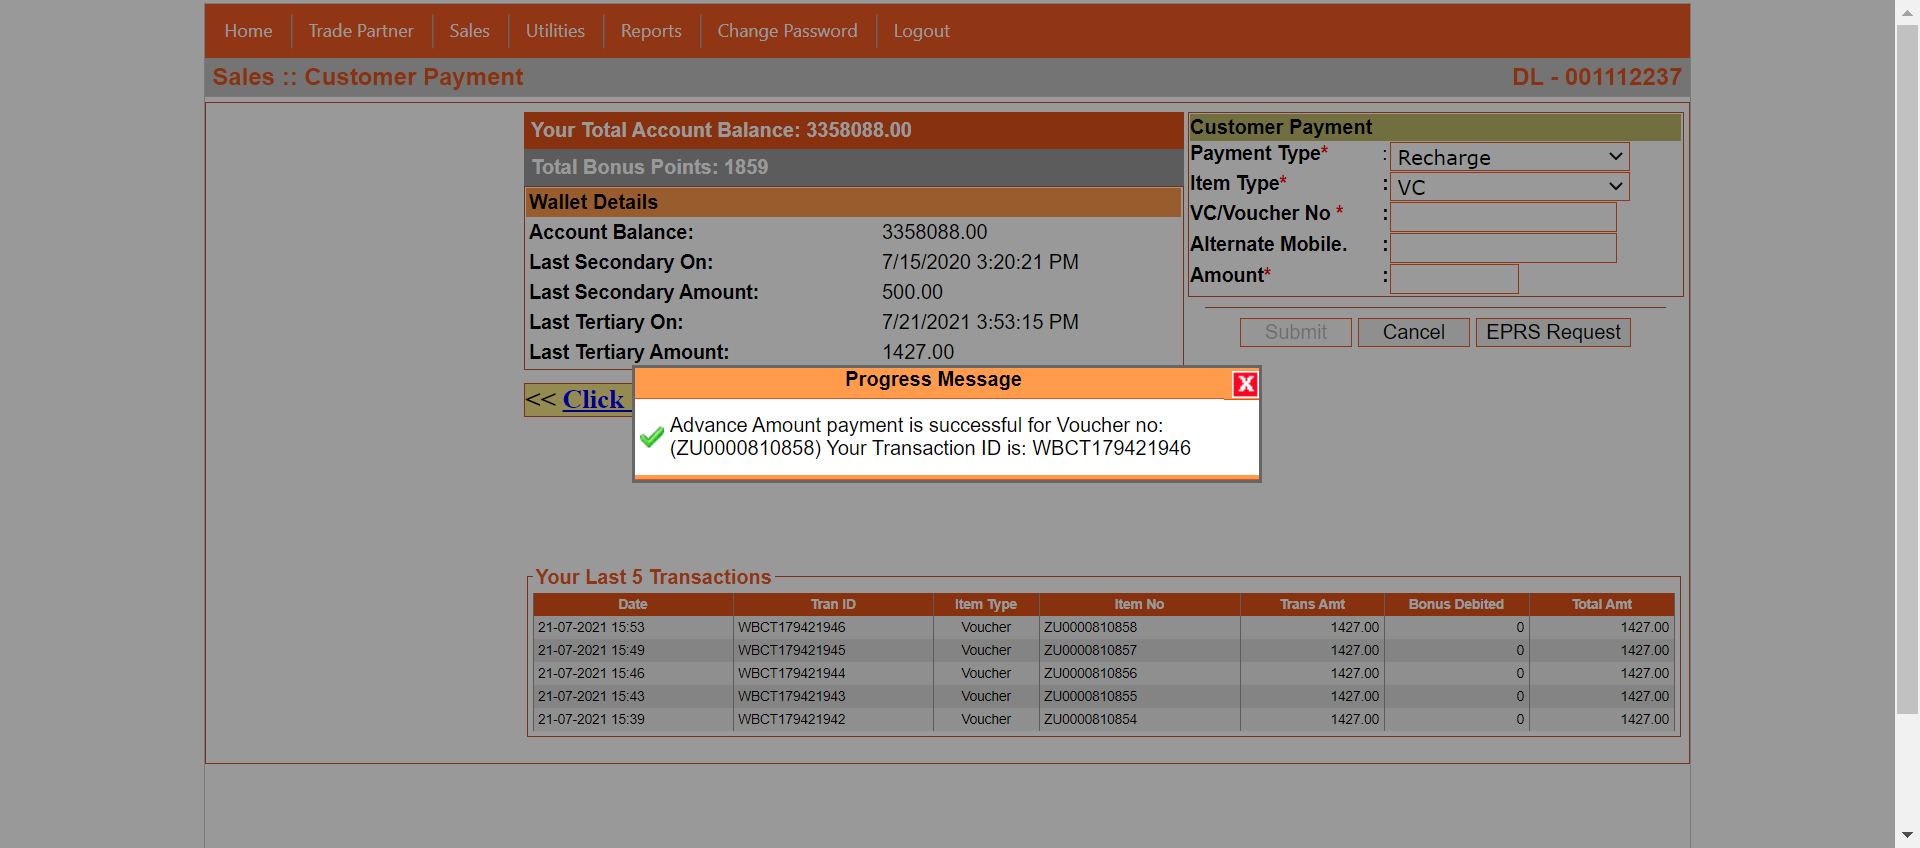 Home Trade Partner Sales Utilities Reports Change Password Logout
Sales :: Customer Payment DL - 001112237
Your Total Account Balance: 3358088.00
Total Bonus Points: 1859
Wallet Details
Account Balance: 3358088.00
Last Secondary On: 7/15/2020 3:20:21 PM
Last Secondary Amount: 500.00
Last Tertiary On: 7/21/2021 3:53:15 PM
Last Tertiary Amount: 1427.00
<< Click
Customer Payment
Payment Type* : Recharge
Item Type* : VC
VC/Voucher No * :
Alternate Mobile. :
Amount* :
Submit Cancel EPRS Request
Progress Message X
Advance Amount payment is successful for Voucher no:
(ZU0000810858) Your Transaction ID is: WBCT179421946
Your Last 5 Transactions
Date Tran ID Item Type Item No Trans Amt Bonus Debited Total Amt
21-07-2021 15:53 WBCT179421946 Voucher ZU0000810858 1427.00 0 1427.00
21-07-2021 15:49 WBCT179421945 Voucher ZU0000810857 1427.00 0 1427.00
21-07-2021 15:46 WBCT179421944 Voucher ZU0000810856 1427.00 0 1427.00
21-07-2021 15:43 WBCT179421943 Voucher ZU0000810855 1427.00 0 1427.00
21-07-2021 15:39 WBCT179421942 Voucher ZU0000810854 1427.00 0 1427.00